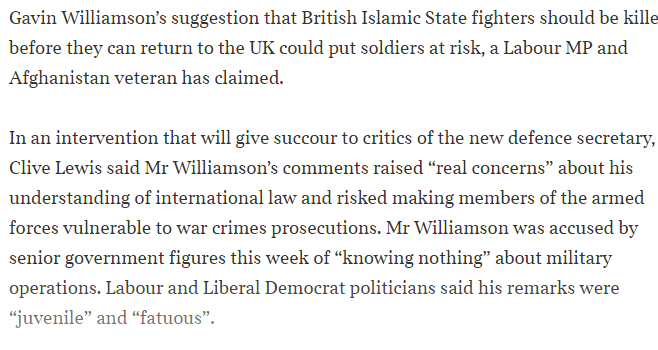 Gavin Williamson’s suggestion that British Islamic State fighters should be kille
before they can return to the UK could put soldiers at risk, a Labour MP and
Afghanistan veteran has claimed.
In an intervention that will give succour to critics of the new defence secretary,
Clive Lewis said Mr Williamson’s comments raised “real concerns” about his
understanding of international law and risked making members of the armed
forces vulnerable to war crimes prosecutions. Mr Williamson was accused by
senior government figures this week of “knowing nothing” about military
operations. Labour and Liberal Democrat politicians said his remarks were
“juvenile” and “fatuous”.